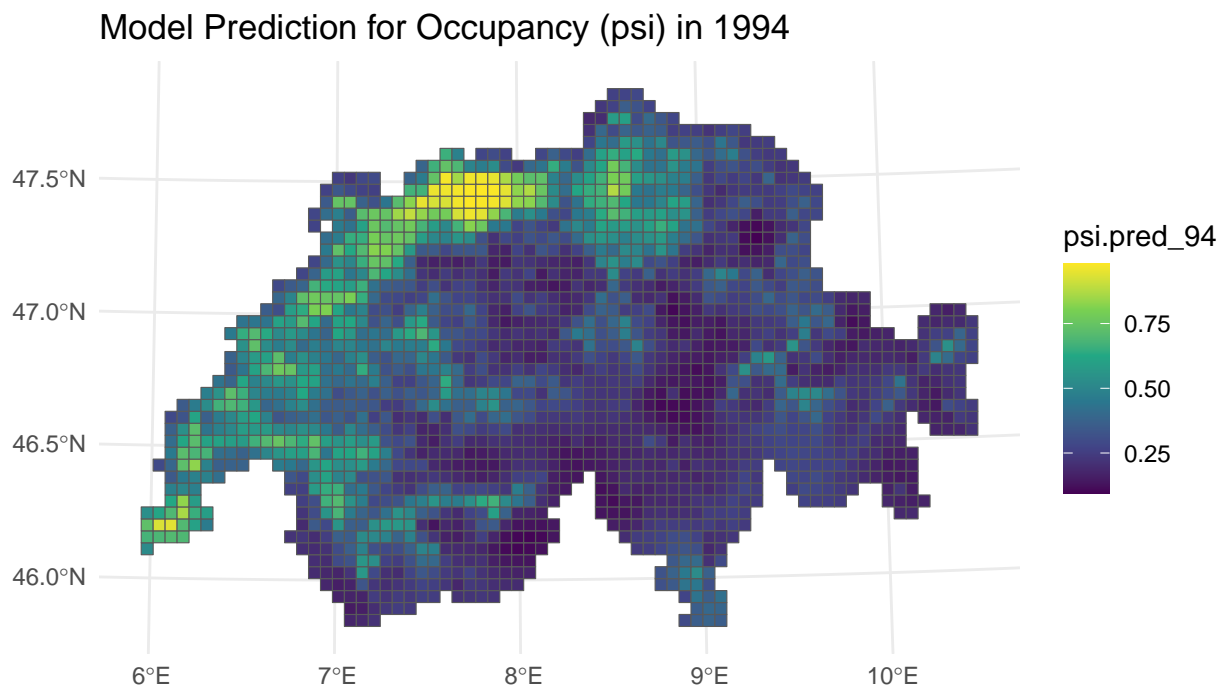 Model Prediction for Occupancy (psi) in 1994
47.5°N
47.0°N
46.5°N
46.0°N
6°E
7°E
8°E
9°E
10°E
psi.pred_94
0.75
0.50
0.25